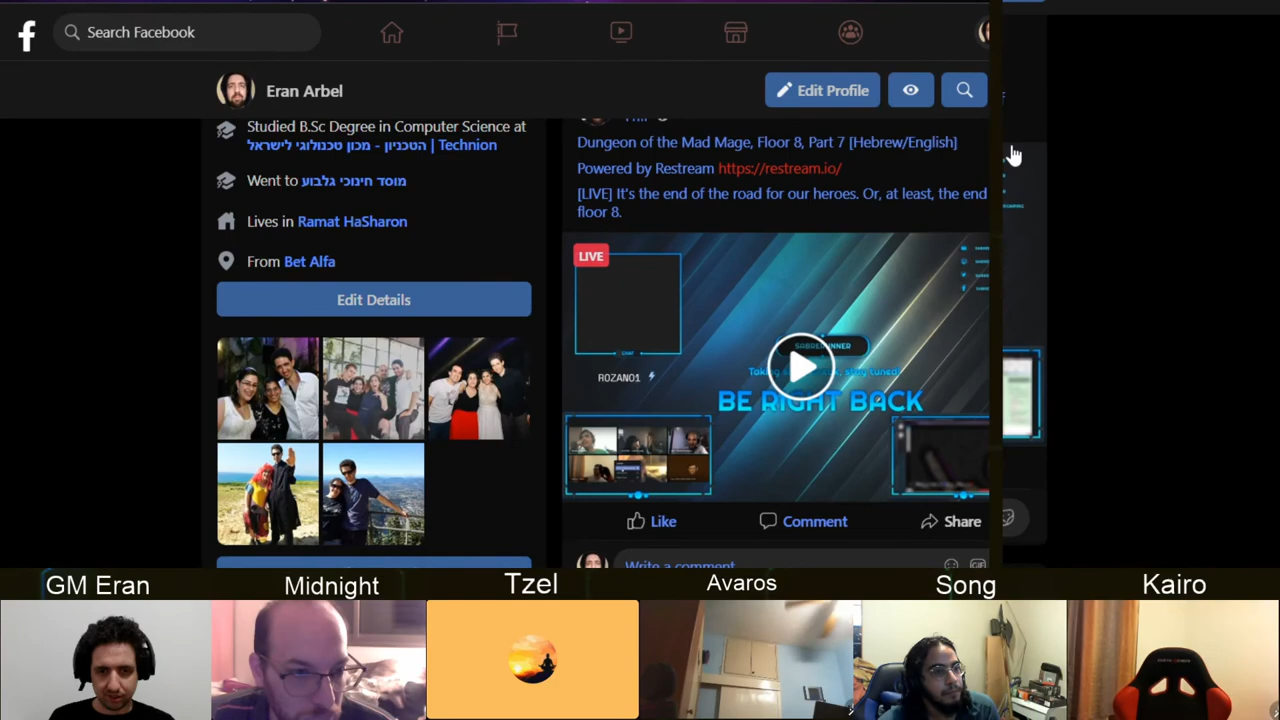 Search Facebook
Eran Arbel
Edit Profile
Studied B.Sc Degree in Computer Science at
הטכניון - מכון טכנולוגי לישראל | Technion
Went to מוסד חינוכי גלבוע
Lives in Ramat HaSharon
From Bet Alfa
Edit Details
Dungeon of the Mad Mage, Floor 8, Part 7 [Hebrew/English]
Powered by Restream https://restream.io/
[LIVE] It's the end of the road for our heroes. Or, at least, the end
floor 8.
LIVE
CHAT
ROZANO1
BE RIGHT BACK
Like
Comment
Share
Write a comment
GIF
GM Eran
Midnight
Tzel
Avaros
Song
Kairo